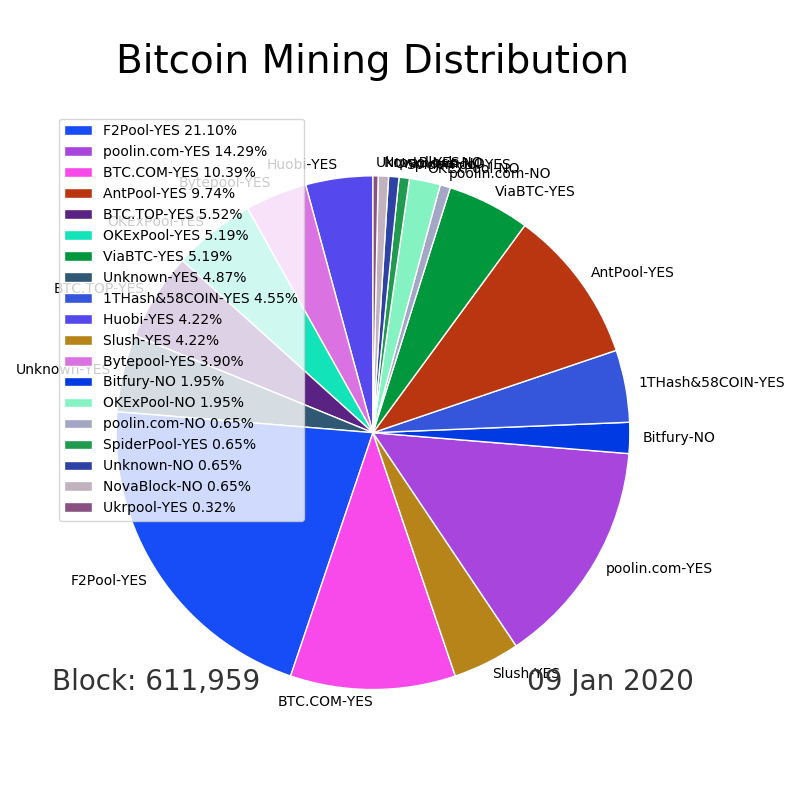 Bitcoin Mining Distribution
F2Pool-YES 21.10%
poolin.com-YES 14.29%
BTC.COM-YES 10.39%
AntPool-YES 9.74%
BTC.TOP-YES 5.52%
OKExPool-YES 5.19%
ViaBTC-YES 5.19%
Unknown-YES 4.87%
1THash&58COIN-YES 4.55%
Huobi-YES 4.22%
Slush-YES 4.22%
Bytepool-YES 3.90%
Bitfury-NO 1.95%
OKExPool-NO 1.95%
poolin.com-NO 0.65%
SpiderPool-YES 0.65%
Unknown-NO 0.65%
NovaBlock-NO 0.65%
Ukrpool-YES 0.32%
Huobi-YES
Bytepool-YES
OKExPool-YES
BTC.TOP-YES
Unknown-YES
F2Pool-YES
BTC.COM-YES
Slush-YES
poolin.com-YES
Bitfury-NO
1THash&58COIN-YES
AntPool-YES
ViaBTC-YES
poolin.com-NO
OKExPool-NO
Block: 611,959
09 Jan 2020